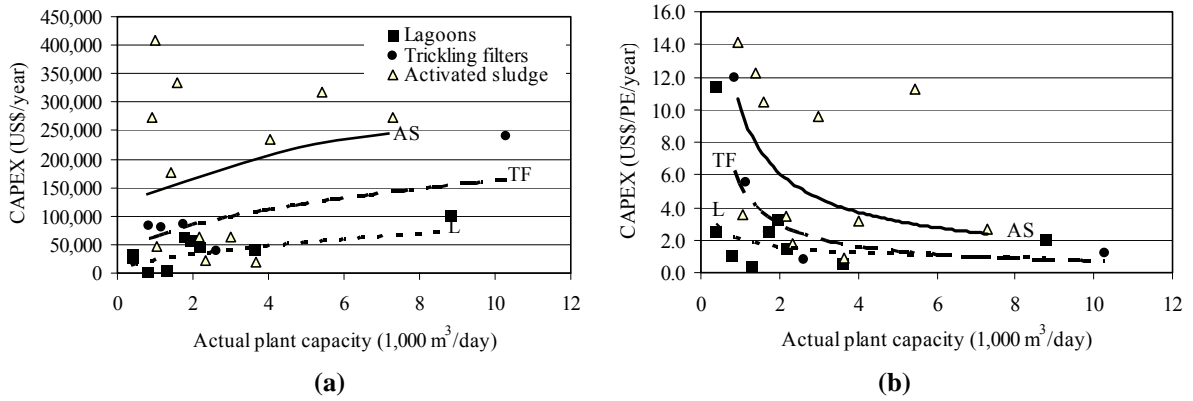 450,000
400,000
350,000
300,000
250,000
200,000
150,000
100,000
50,000
0
CAPEX (US$/year)
Lagoons
Trickling filters
Activated sludge
AS
TF
L
0 2 4 6 8 10 12
Actual plant capacity (1,000 m³/day)
(a)
16.0
14.0
12.0
10.0
8.0
6.0
4.0
2.0
0.0
CAPEX (US$/PE/year)
TF
L
AS
0 2 4 6 8 10 12
Actual plant capacity (1,000 m³/day)
(b)